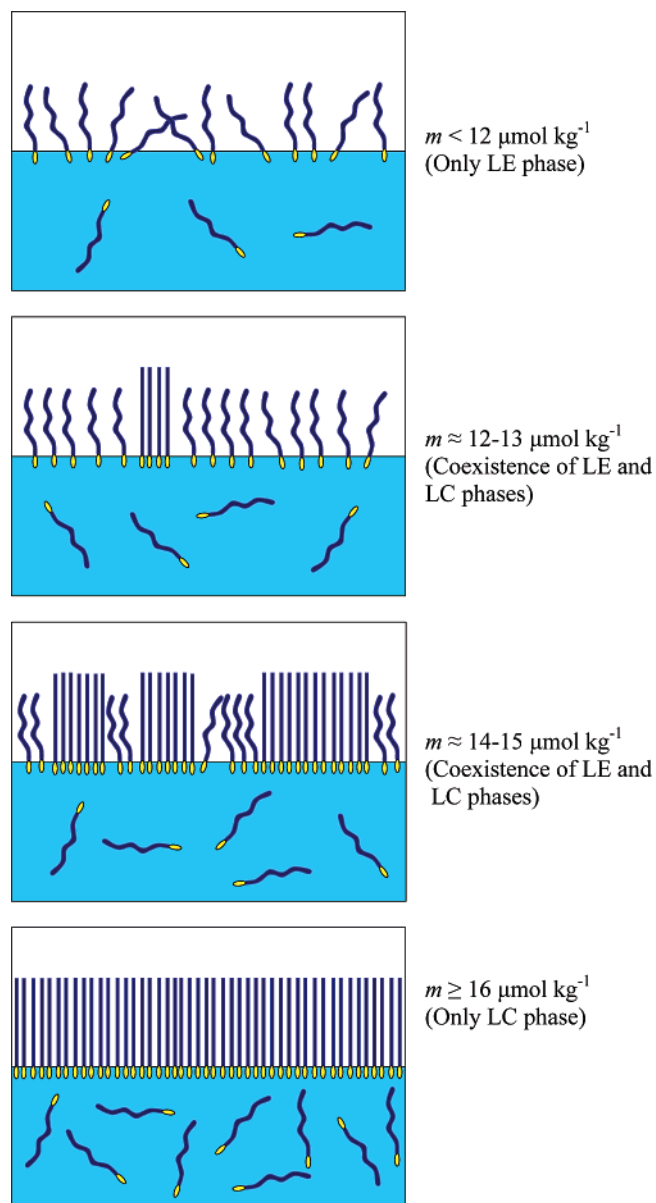 m < 12 μmol kg⁻¹
(Only LE phase)
m ≈ 12-13 μmol kg⁻¹
(Coexistence of LE and
LC phases)
m ≈ 14-15 μmol kg⁻¹
(Coexistence of LE and
LC phases)
m ≥ 16 μmol kg⁻¹
(Only LC phase)